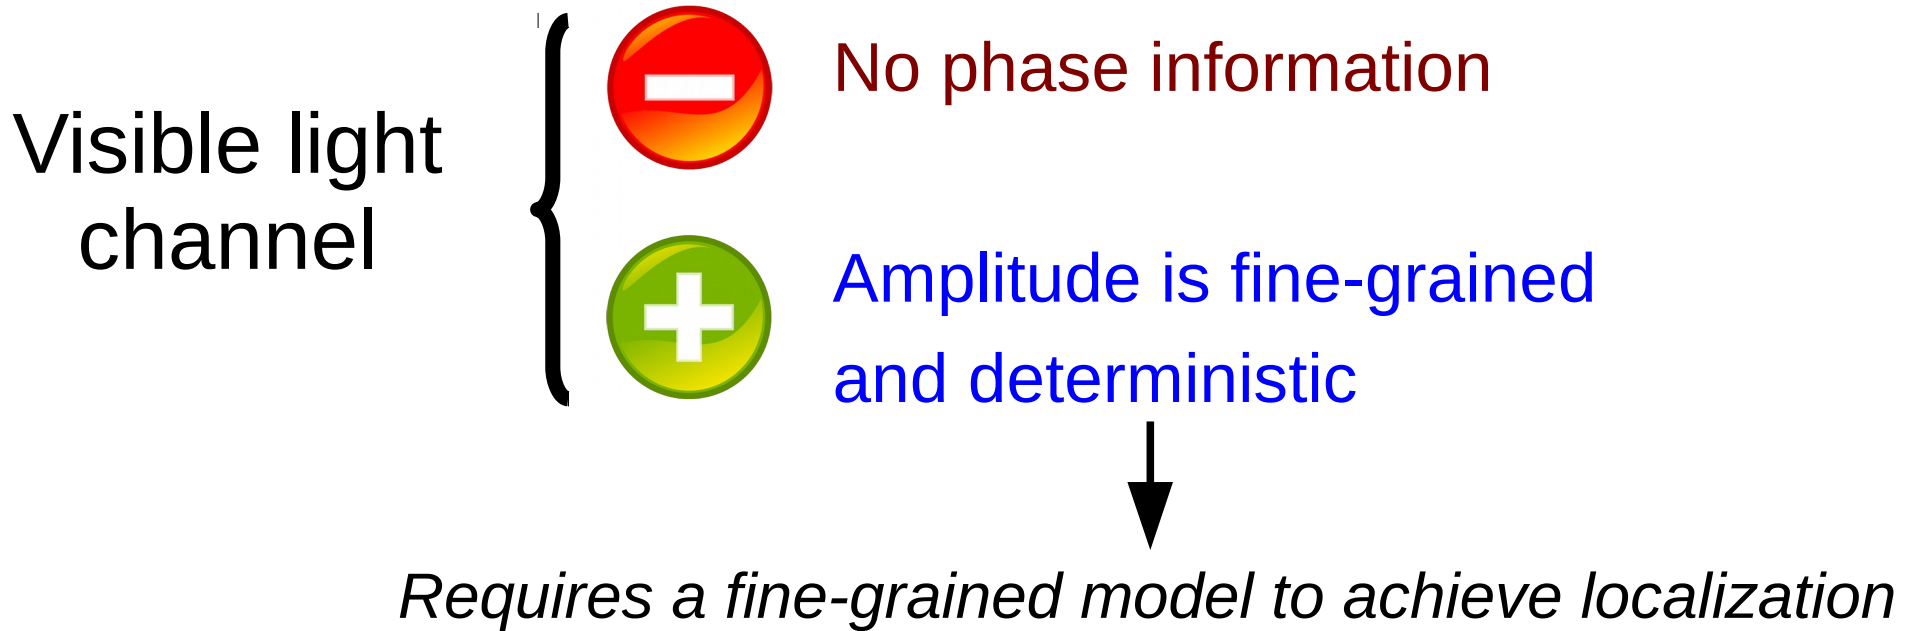 Visible light
channel
No phase information
Amplitude is fine-grained
and deterministic
Requires a fine-grained model to achieve localization